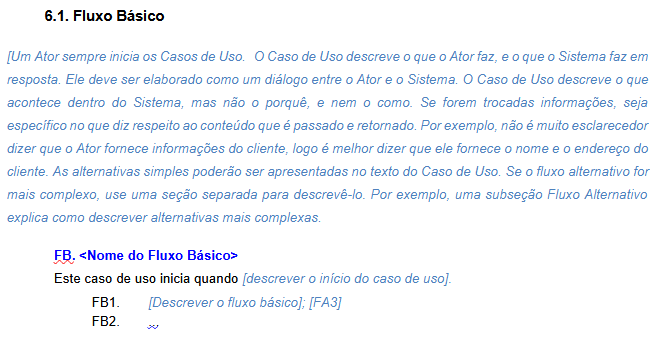 6.1. Fluxo Básico
[Um Ator sempre inicia os Casos de Uso.  O Caso de Uso descreve o que o Ator faz, e o que o Sistema faz em
resposta. Ele deve ser elaborado como um diálogo entre o Ator e o Sistema. O Caso de Uso descreve o que
acontece dentro do Sistema, mas não o porquê, e nem o como. Se forem trocadas informações, seja
específico no que diz respeito ao conteúdo que é passado e retornado. Por exemplo, não é muito esclarecedor
dizer que o Ator fornece informações do cliente, logo é melhor dizer que ele fornece o nome e o endereço do
cliente. As alternativas simples poderão ser apresentadas no texto do Caso de Uso. Se o fluxo alternativo for
mais complexo, use uma seção separada para descrevê-lo. Por exemplo, uma subseção Fluxo Alternativo
explica como descrever alternativas mais complexas.
FB. <Nome do Fluxo Básico>
Este caso de uso inicia quando [descrever o início do caso de uso].
FB1. [Descrever o fluxo básico]; [FA3]
FB2.